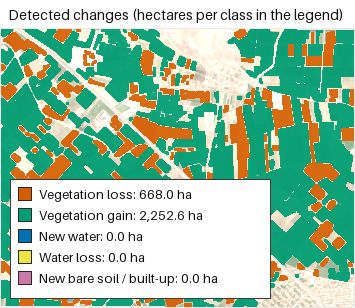 Detected changes (hectares per class in the legend)
Vegetation loss: 668.0 ha
Vegetation gain: 2,252.6 ha
New water: 0.0 ha
Water loss: 0.0 ha
New bare soil / built-up: 0.0 ha